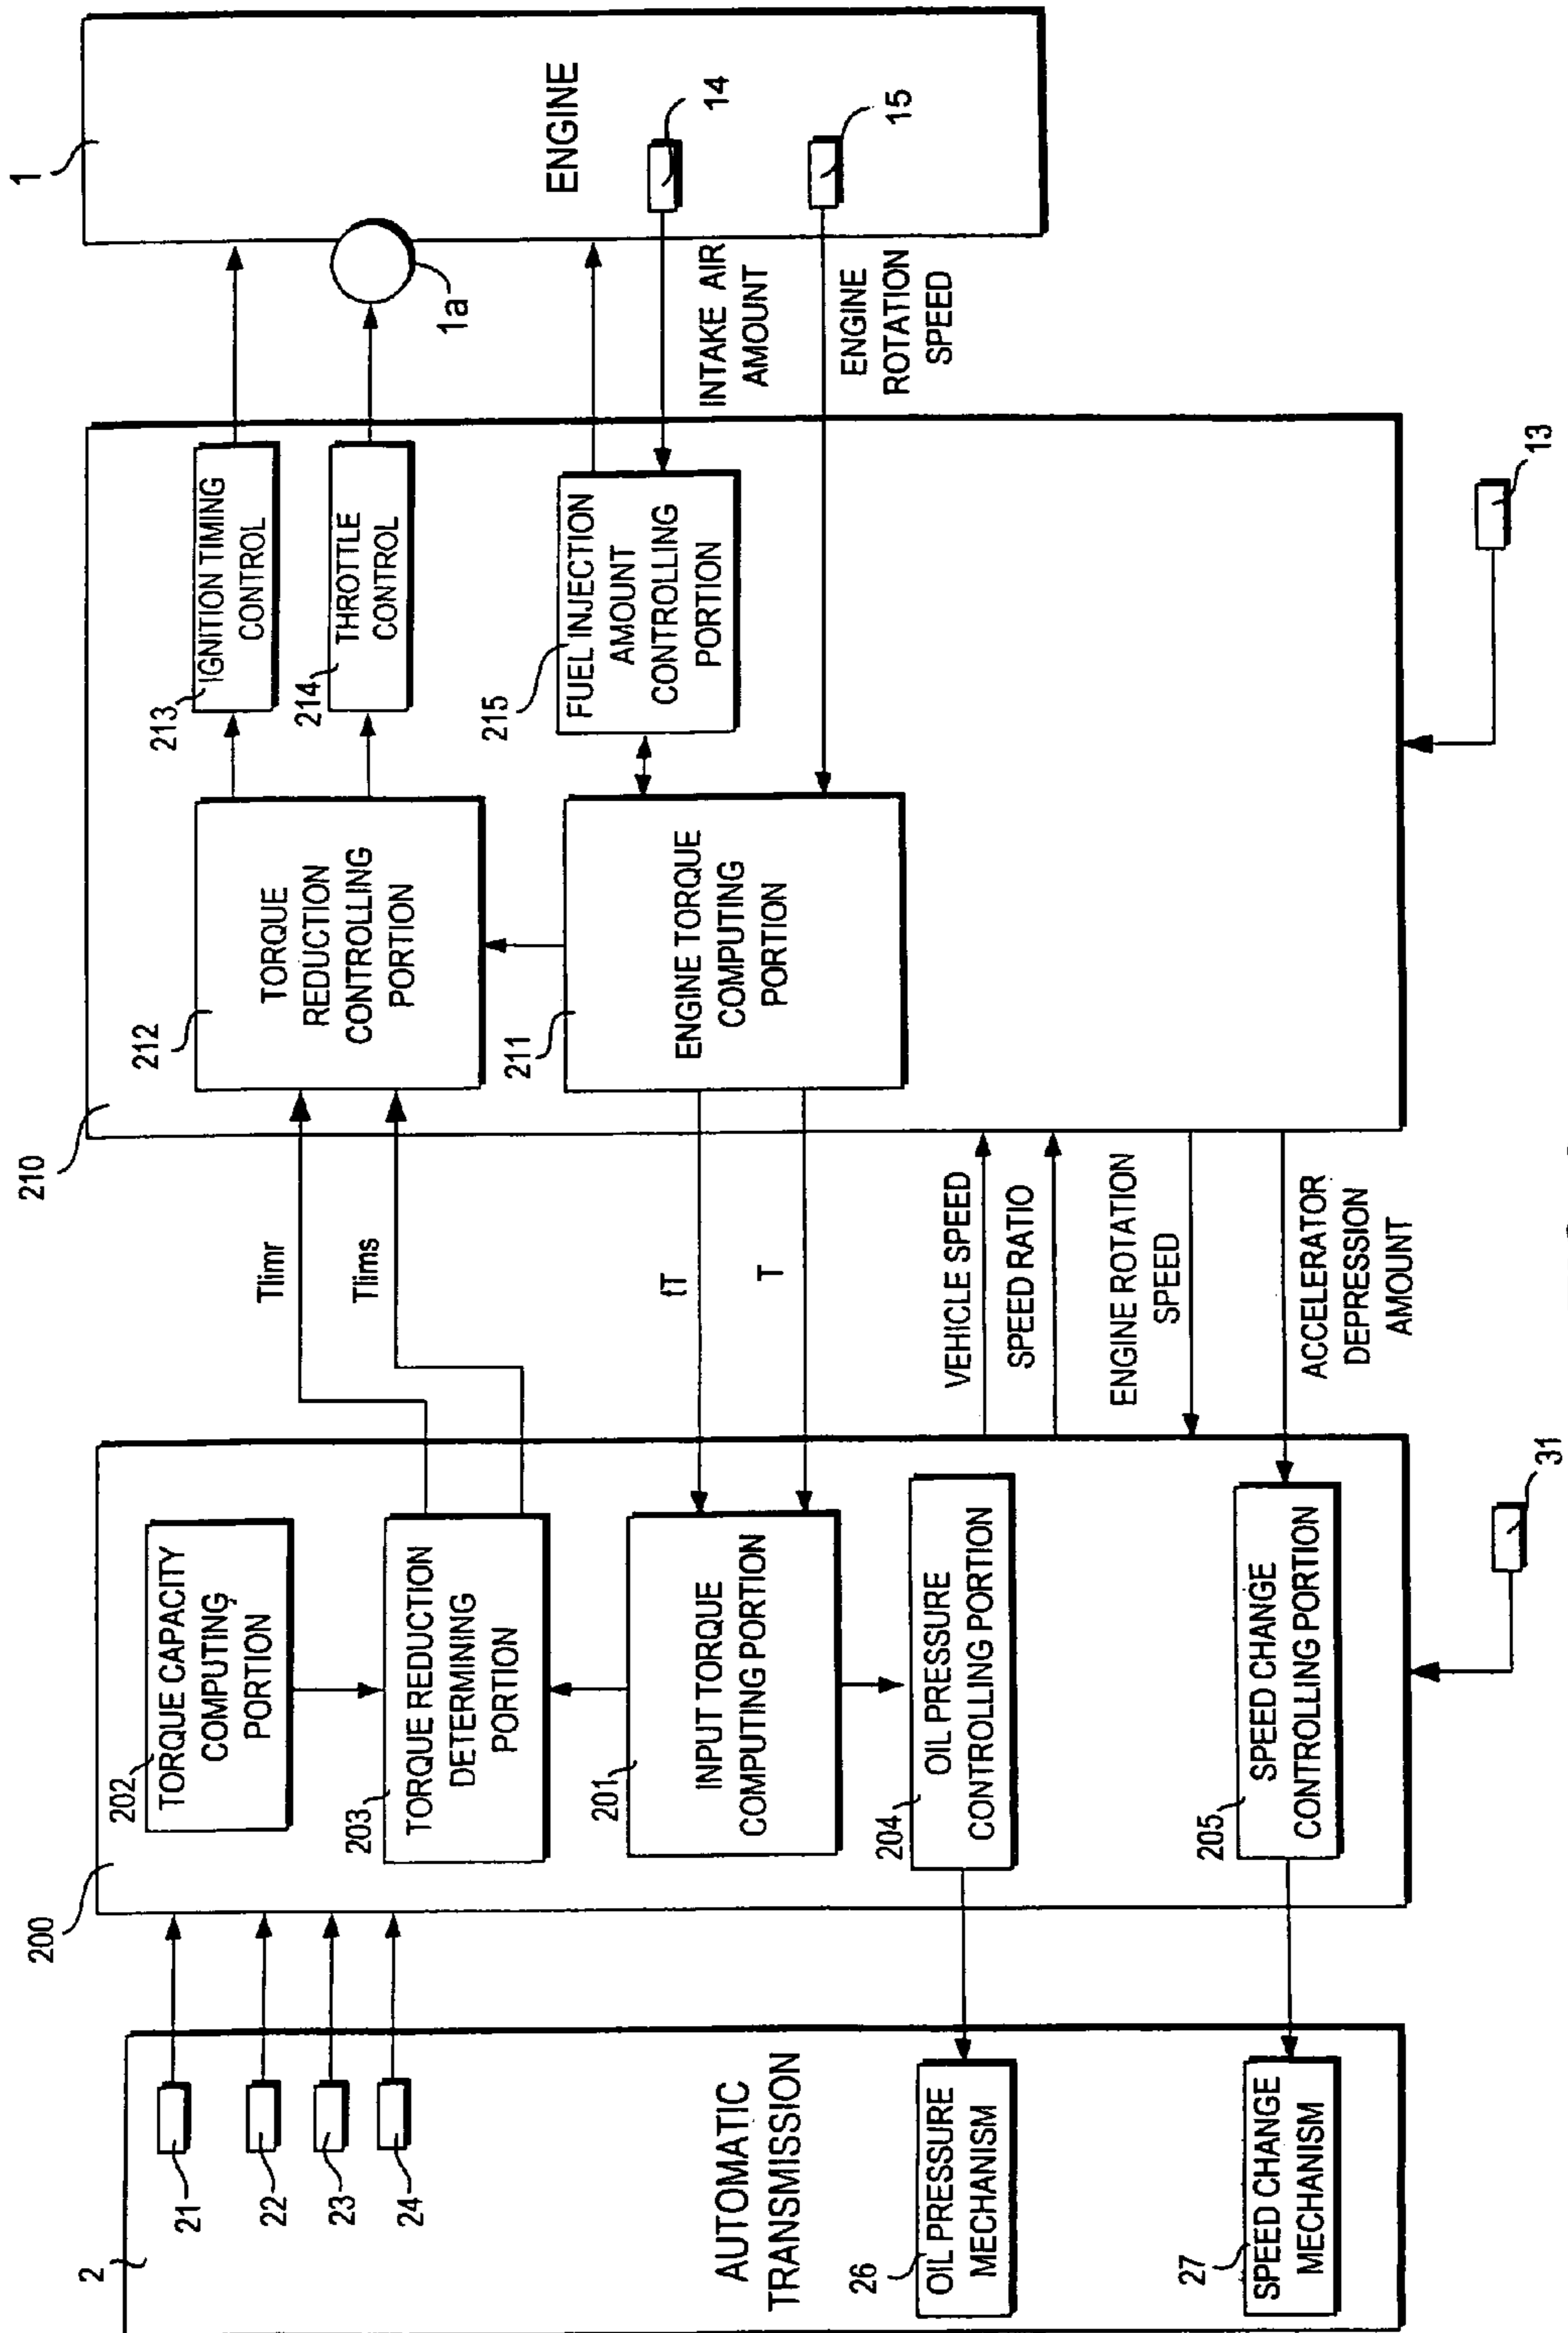 2
21
22
23
24
AUTOMATIC
TRANSMISSION
26
OIL PRESSURE
MECHANISM
27
SPEED CHANGE
MECHANISM
200
202
TORQUE CAPACITY
COMPUTING
PORTION
203
TORQUE REDUCTION
DETERMINING
PORTION
201
INPUT TORQUE
COMPUTING PORTION
204
OIL PRESSURE
CONTROLLING PORTION
205
SPEED CHANGE
CONTROLLING PORTION
31
Tlimr
Tlims
tT
T
VEHICLE SPEED
SPEED RATIO
ENGINE ROTATION
SPEED
ACCELERATOR
DEPRESSION
AMOUNT
210
212
TORQUE
REDUCTION
CONTROLLING
PORTION
211
ENGINE TORQUE
COMPUTING
PORTION
213
IGNITION TIMING
CONTROL
214
THROTTLE
CONTROL
215
FUEL INJECTION
AMOUNT
CONTROLLING
PORTION
13
1a
INTAKE AIR
AMOUNT
ENGINE
ROTATION
SPEED
1
ENGINE
14
15